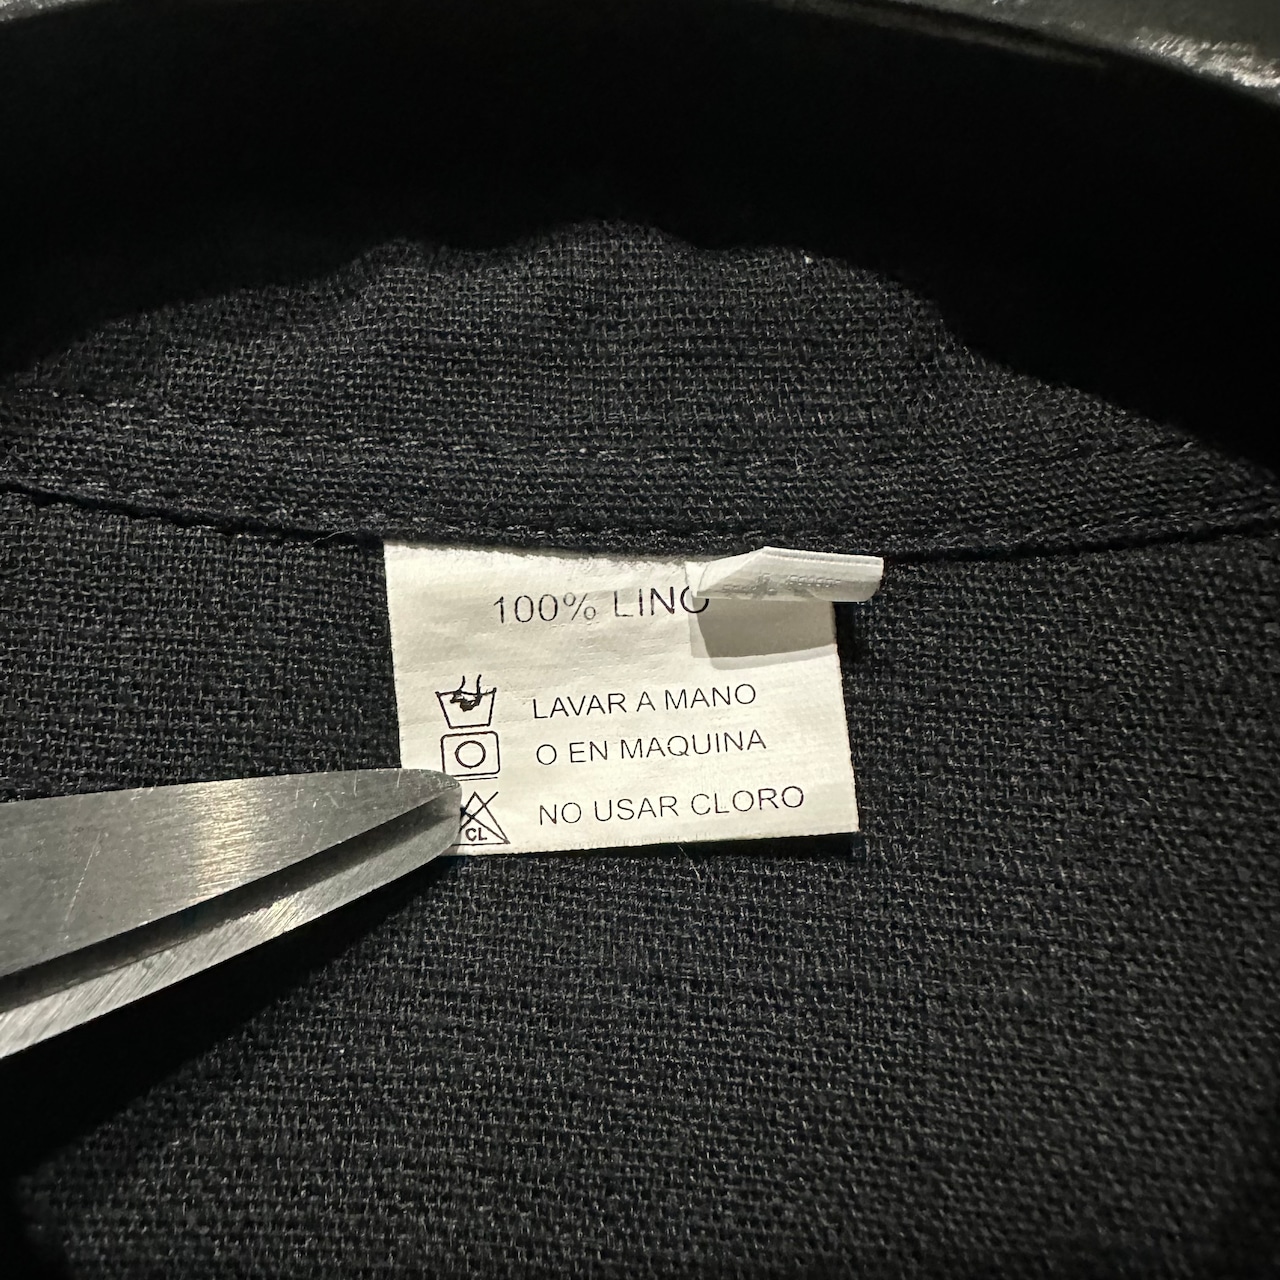 100% LINO
LAVAR A MANO
O EN MAQUINA
CL
NO USAR CLORO